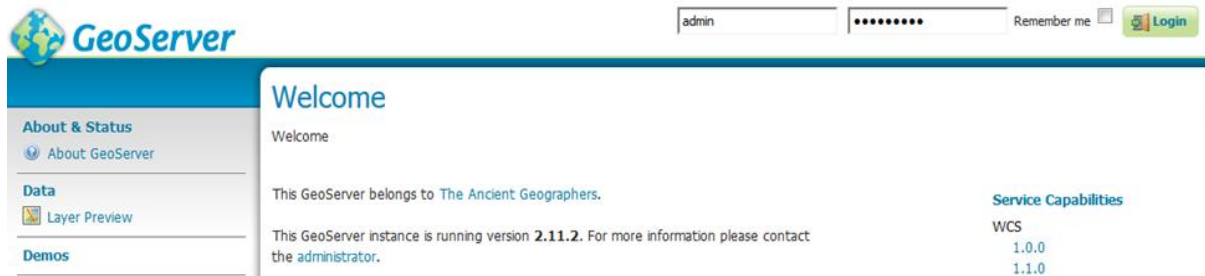 GeoServer
admin
•••••••••
Remember me
Login
About & Status
About GeoServer
Data
Layer Preview
Demos
Welcome
Welcome
This GeoServer belongs to The Ancient Geographers.
This GeoServer instance is running version 2.11.2. For more information please contact
the administrator.
Service Capabilities
WCS
1.0.0
1.1.0